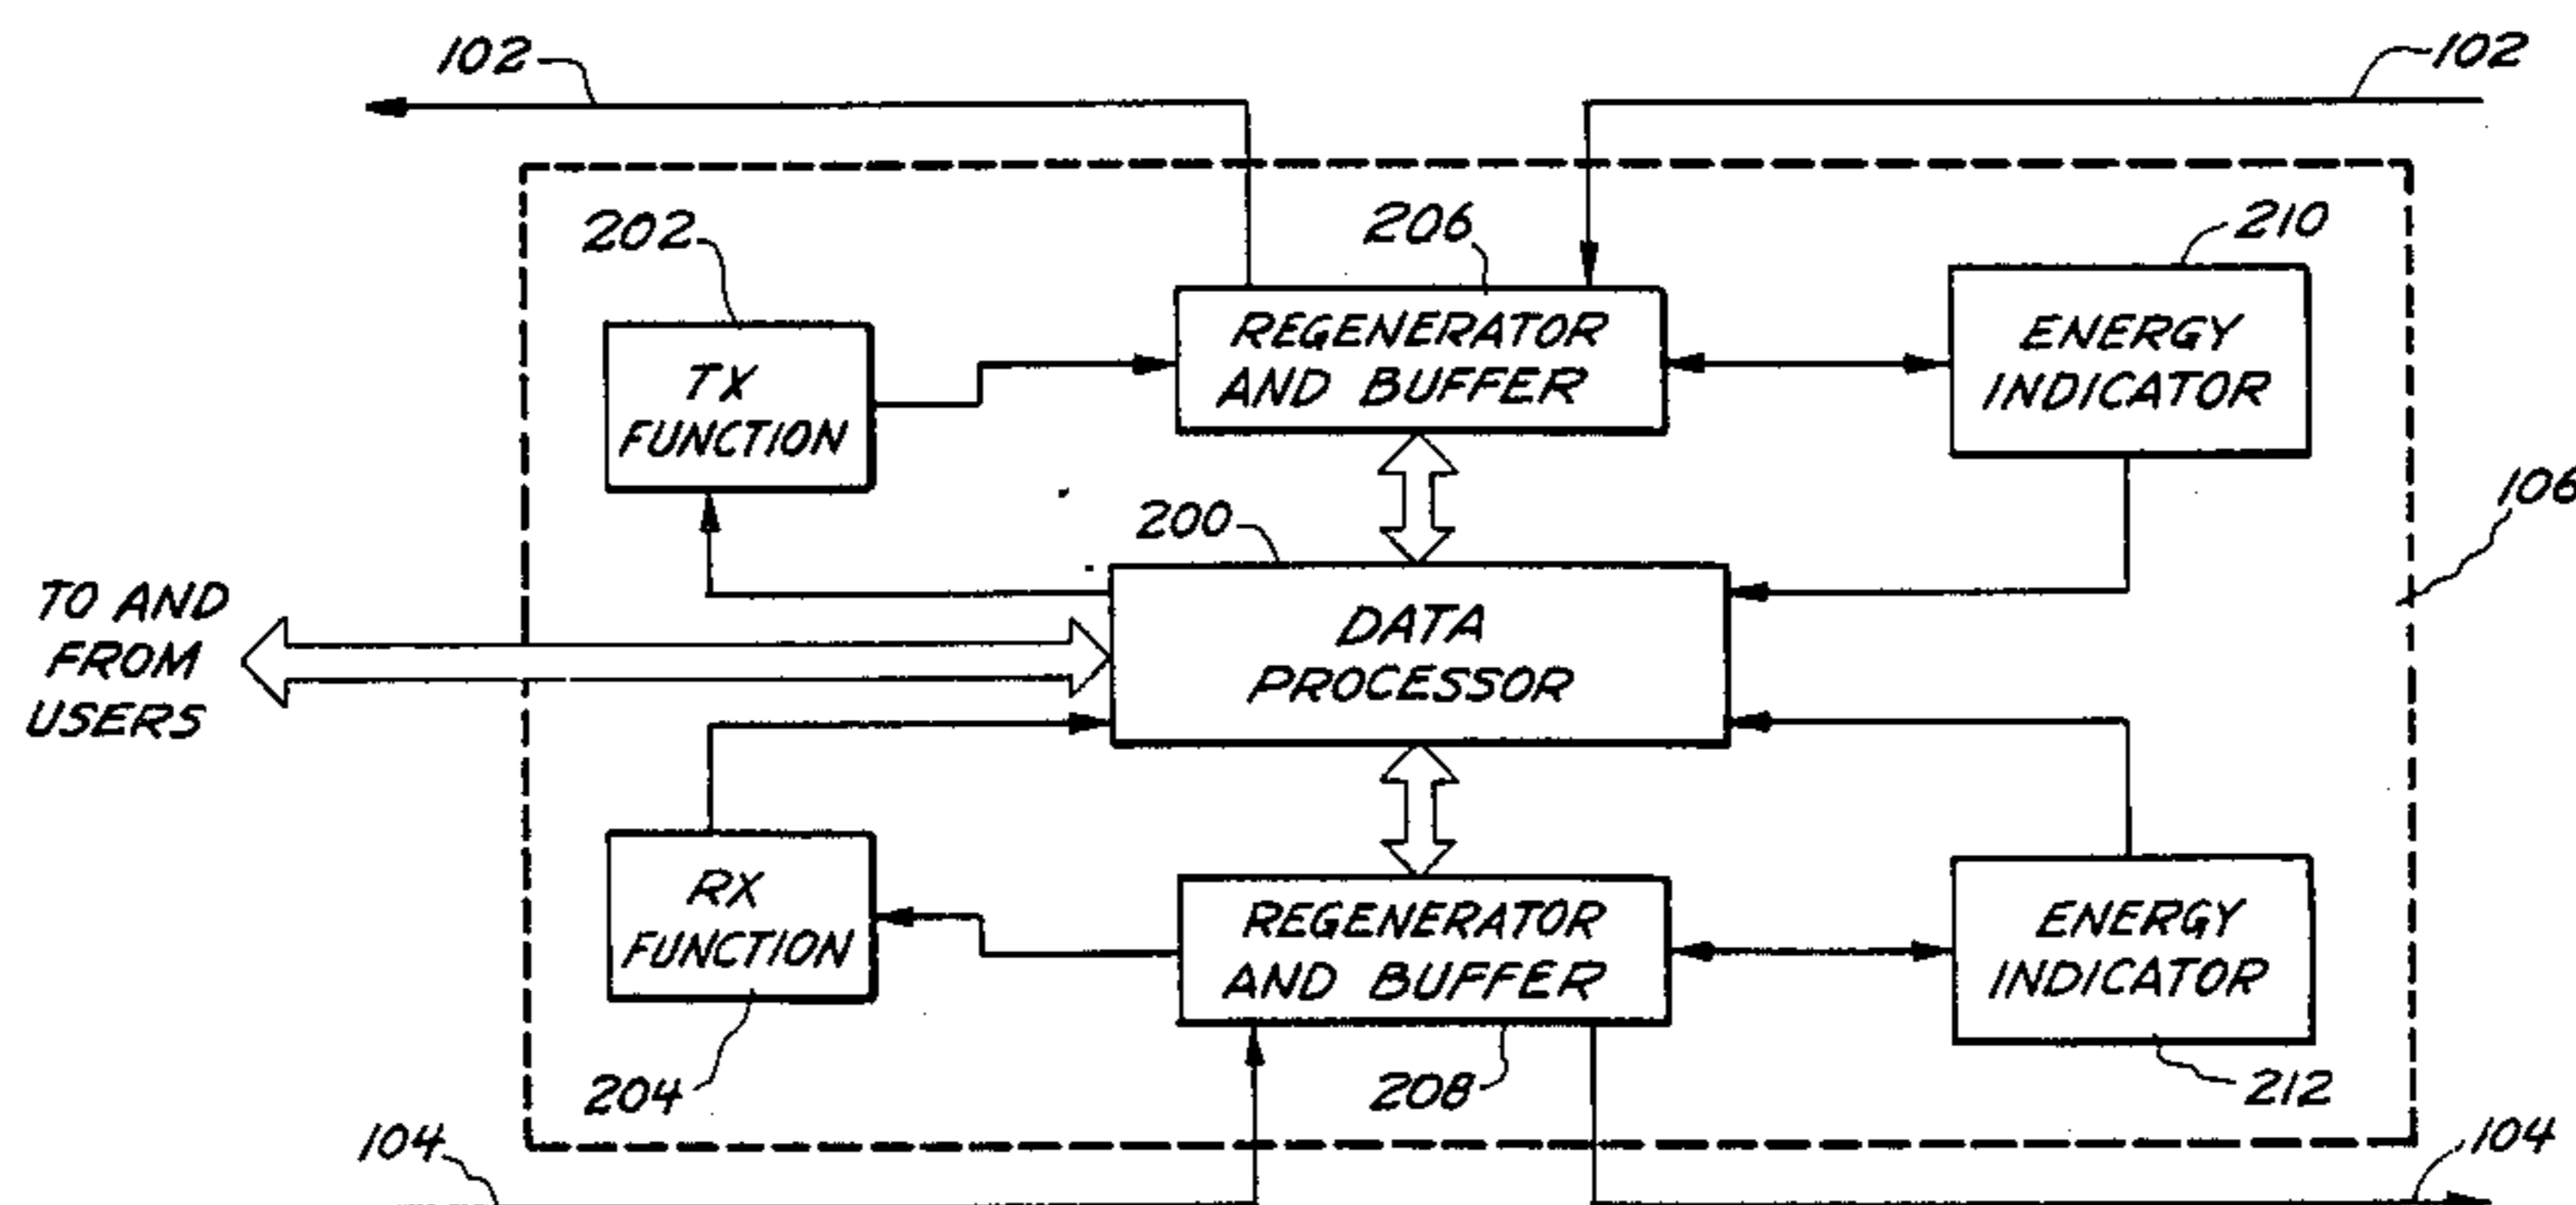 102
102
202
206
210
TX
FUNCTION
REGENERATOR
AND BUFFER
ENERGY
INDICATOR
106
200
TO AND
FROM
USERS
DATA
PROCESSOR
RX
FUNCTION
REGENERATOR
AND BUFFER
ENERGY
INDICATOR
204
208
212
104
104